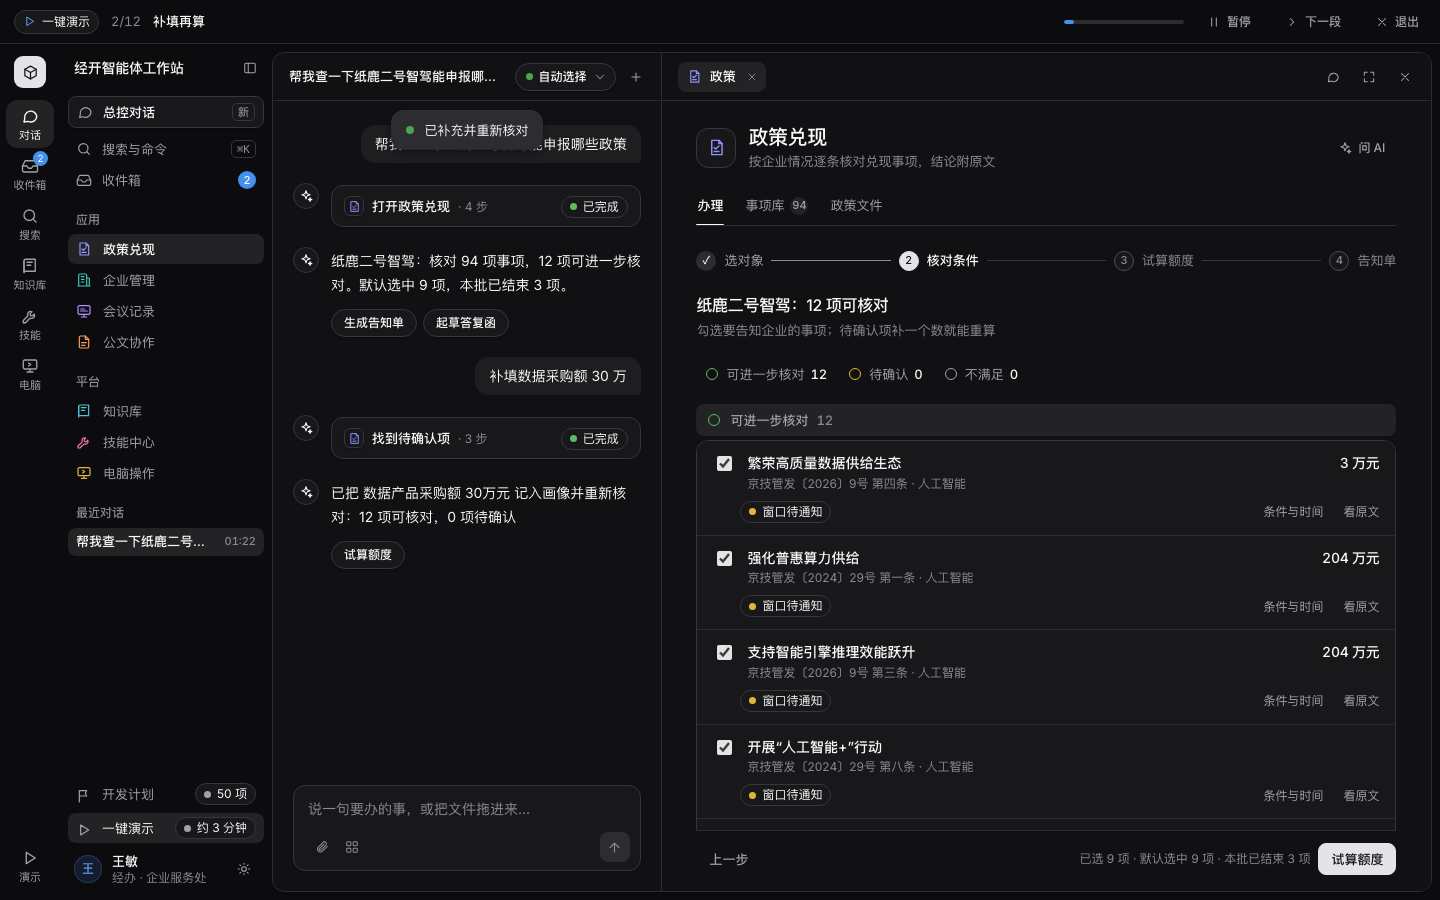 一键演示
2/12
补填再算
暂停
下一段
退出
对话
2
收件箱
搜索
知识库
技能
电脑
演示
经开智能体工作站
总控对话
新
搜索与命令
⌘K
收件箱
2
应用
政策兑现
企业管理
会议记录
公文协作
平台
知识库
技能中心
电脑操作
最近对话
帮我查一下纸鹿二号...
01:22
开发计划
50 项
一键演示
约 3 分钟
王
王敏
经办 · 企业服务处
帮我查一下纸鹿二号智驾能申报哪...
自动选择
已补充并重新核对
申报哪些政策
打开政策兑现 · 4 步
已完成
纸鹿二号智驾：核对 94 项事项，12 项可进一步核
对。默认选中 9 项，本批已结束 3 项。
生成告知单
起草答复函
补填数据采购额 30 万
找到待确认项 · 3 步
已完成
已把 数据产品采购额 30万元 记入画像并重新核
对：12 项可核对，0 项待确认
试算额度
说一句要办的事，或把文件拖进来...
政策
政策兑现
按企业情况逐条核对兑现事项，结论附原文
问 AI
办理
事项库 94
政策文件
选对象
2 核对条件
3 试算额度
4 告知单
纸鹿二号智驾：12 项可核对
勾选要告知企业的事项；待确认项补一个数就能重算
可进一步核对 12
待确认 0
不满足 0
可进一步核对 12
繁荣高质量数据供给生态
3 万元
京技管发〔2026〕9号 第四条 · 人工智能
窗口待通知
条件与时间
看原文
强化普惠算力供给
204 万元
京技管发〔2024〕29号 第一条 · 人工智能
窗口待通知
条件与时间
看原文
支持智能引擎推理效能跃升
204 万元
京技管发〔2026〕9号 第三条 · 人工智能
窗口待通知
条件与时间
看原文
开展“人工智能+”行动
京技管发〔2024〕29号 第八条 · 人工智能
窗口待通知
条件与时间
看原文
上一步
已选 9 项 · 默认选中 9 项 · 本批已结束 3 项
试算额度